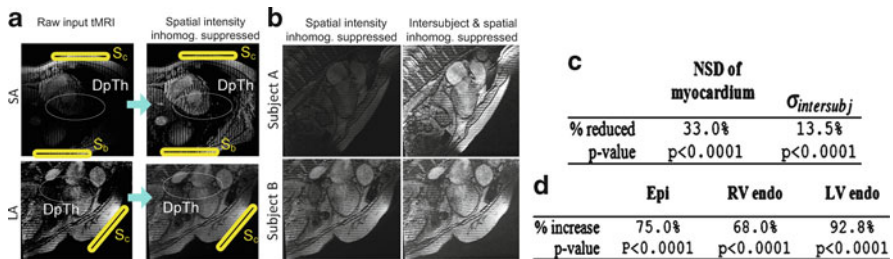 a
Raw input tMRI
Spatial intensity
inhomog. suppressed
SA
Sc
DpTh
Sb
Sc
DpTh
Sb
LA
DpTh
Sc
DpTh
Sc
b
Spatial intensity
inhomog. suppressed
Intersubject & spatial
inhomog. suppressed
Subject A
Subject B
c
NSD of
myocardium
σintersubj
% reduced 33.0% 13.5%
p-value p<0.0001 p<0.0001
d
Epi RV endo LV endo
% increase 75.0% 68.0% 92.8%
p-value P<0.0001 p<0.0001 p<0.0001